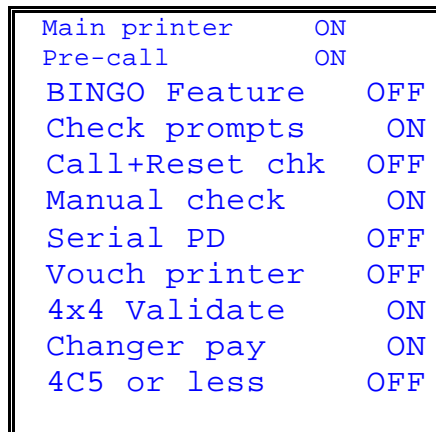 Main printer ON
Pre-call ON
BINGO Feature OFF
Check prompts ON
Call+Reset chk OFF
Manual check ON
Serial PD OFF
Vouch printer OFF
4x4 Validate ON
Changer pay ON
4C5 or less OFF